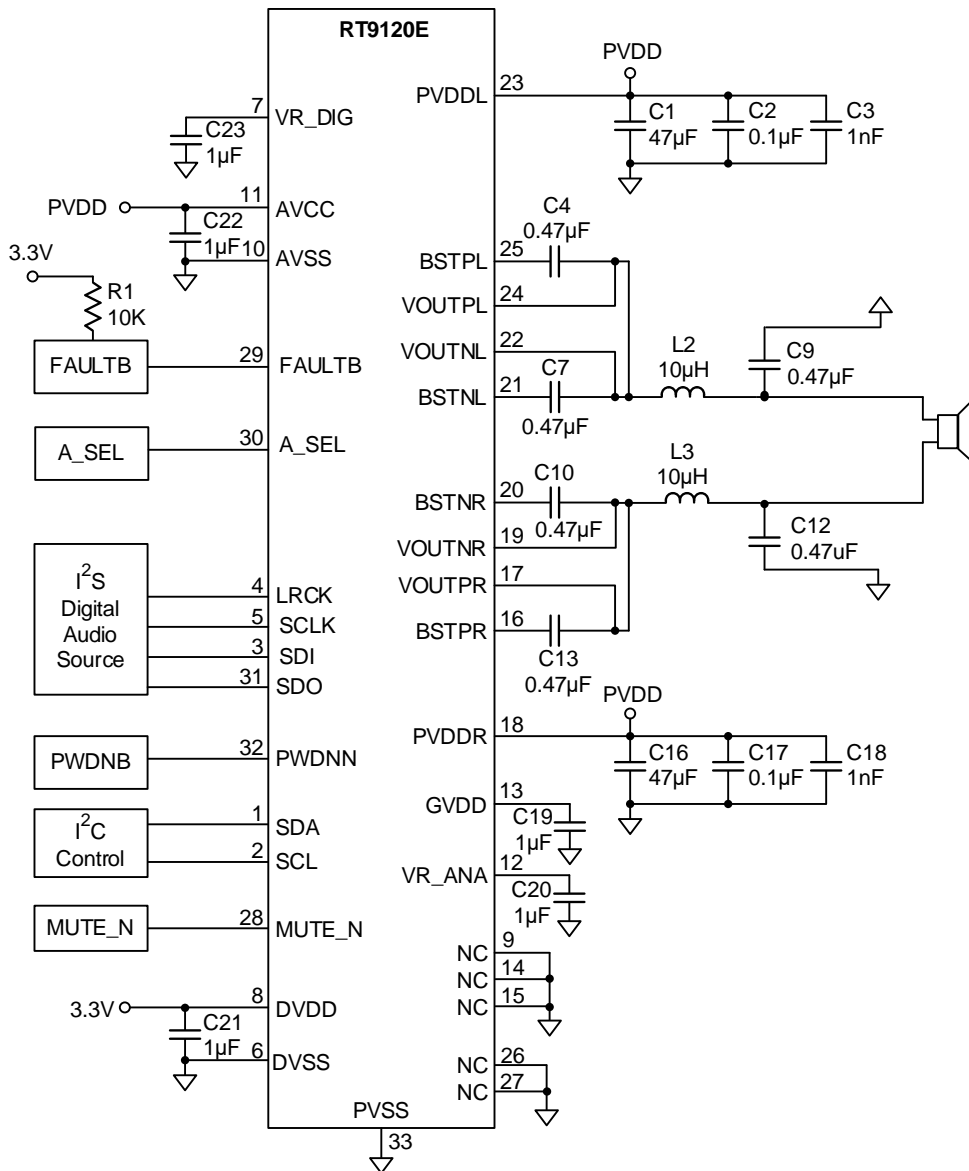 RT9120E
7
VR_DIG
C23
1µF
PVDD
11
AVCC
C22
1µF
10
AVSS
3.3V
R1
10K
FAULTB
29
FAULTB
A_SEL
30
A_SEL
I²S
Digital
Audio
Source
4
LRCK
5
SCLK
3
SDI
31
SDO
PWDNB
32
PWDNN
I²C
Control
1
SDA
2
SCL
MUTE_N
28
MUTE_N
3.3V
8
DVDD
C21
1µF
6
DVSS
PVSS
33
PVDD
23
PVDDL
C1
47µF
C2
0.1µF
C3
1nF
C4
0.47µF
25
BSTPL
24
VOUTPL
22
VOUTNL
21
BSTNL
C7
0.47µF
L2
10µH
C9
0.47µF
20
BSTNR
C10
0.47µF
L3
10µH
C12
0.47uF
19
VOUTNR
17
VOUTPR
16
BSTPR
C13
0.47µF
PVDD
18
PVDDR
C16
47µF
C17
0.1µF
C18
1nF
13
GVDD
C19
1µF
12
VR_ANA
C20
1µF
9
NC
14
NC
15
NC
26
NC
27
NC